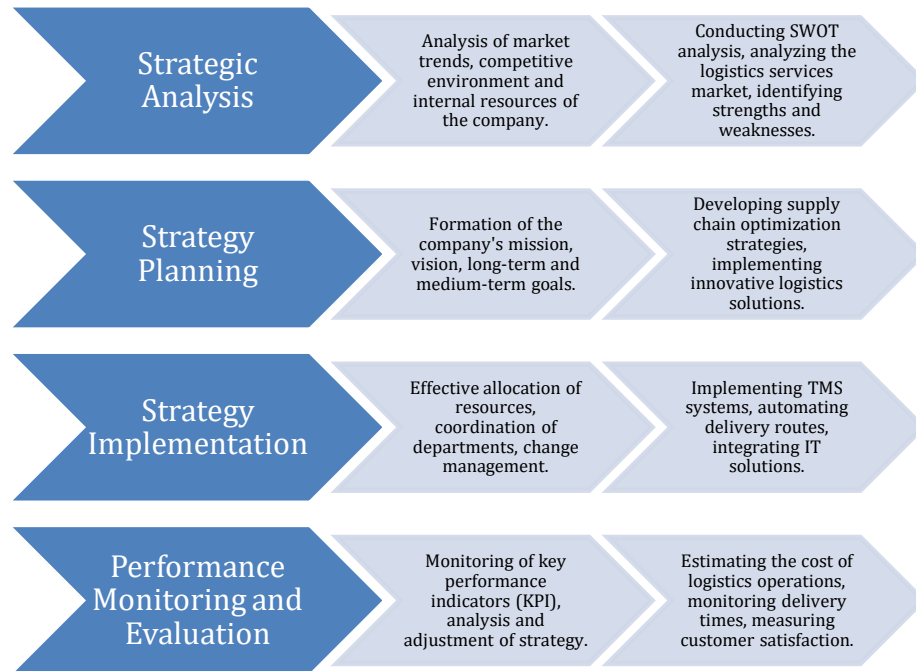 Strategic
Analysis
Analysis of market
trends, competitive
environment and
internal resources of
the company.
Conducting SWOT
analysis, analyzing the
logistics services
market, identifying
strengths and
weaknesses.
Strategy
Planning
Formation of the
company's mission,
vision, long-term and
medium-term goals.
Developing supply
chain optimization
strategies,
implementing
innovative logistics
solutions.
Strategy
Implementation
Effective allocation of
resources,
coordination of
departments, change
management.
Implementing TMS
systems, automating
delivery routes,
integrating IT
solutions.
Performance
Monitoring and
Evaluation
Monitoring of key
performance
indicators (KPI),
analysis and
adjustment of strategy.
Estimating the cost of
logistics operations,
monitoring delivery
times, measuring
customer satisfaction.